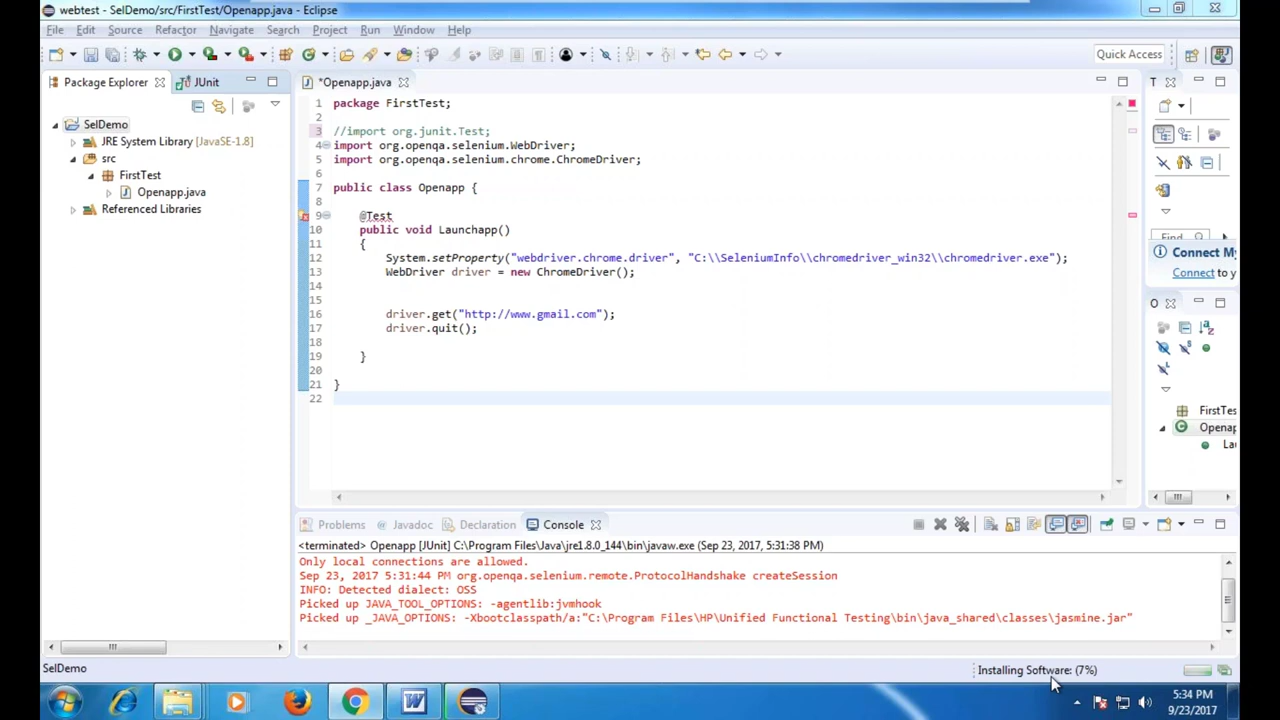 webtest - SelDemo/src/FirstTest/Openapp.java - Eclipse
File Edit Source Refactor Navigate Search Project Run Window Help
Quick Access
Package Explorer JUnit *Openapp.java T
1 package FirstTest;
2
3 //import org.junit.Test;
4 import org.openqa.selenium.WebDriver;
5 import org.openqa.selenium.chrome.ChromeDriver;
6
7 public class Openapp {
8
9 @Test
10 public void Launchapp()
11 {
12 System.setProperty("webdriver.chrome.driver", "C:\\SeleniumInfo\\chromedriver_win32\\chromedriver.exe");
13 WebDriver driver = new ChromeDriver();
14
15
16 driver.get("http://www.gmail.com");
17 driver.quit();
18
19 }
20
21 }
22
SelDemo
JRE System Library [JavaSE-1.8]
src
FirstTest
Openapp.java
Referenced Libraries
Find
Connect My
Connect to y
O
FirstTes
Openap
La
Problems Javadoc Declaration Console
<terminated> Openapp [JUnit] C:\Program Files\Java\jre1.8.0_144\bin\javaw.exe (Sep 23, 2017, 5:31:38 PM)
Only local connections are allowed.
Sep 23, 2017 5:31:44 PM org.openqa.selenium.remote.ProtocolHandshake createSession
INFO: Detected dialect: OSS
Picked up JAVA_TOOL_OPTIONS: -agentlib:jvmhook
Picked up _JAVA_OPTIONS: -Xbootclasspath/a:"C:\Program Files\HP\Unified Functional Testing\bin\java_shared\classes\jasmine.jar"
SelDemo
Installing Software: (7%)
5:34 PM
9/23/2017